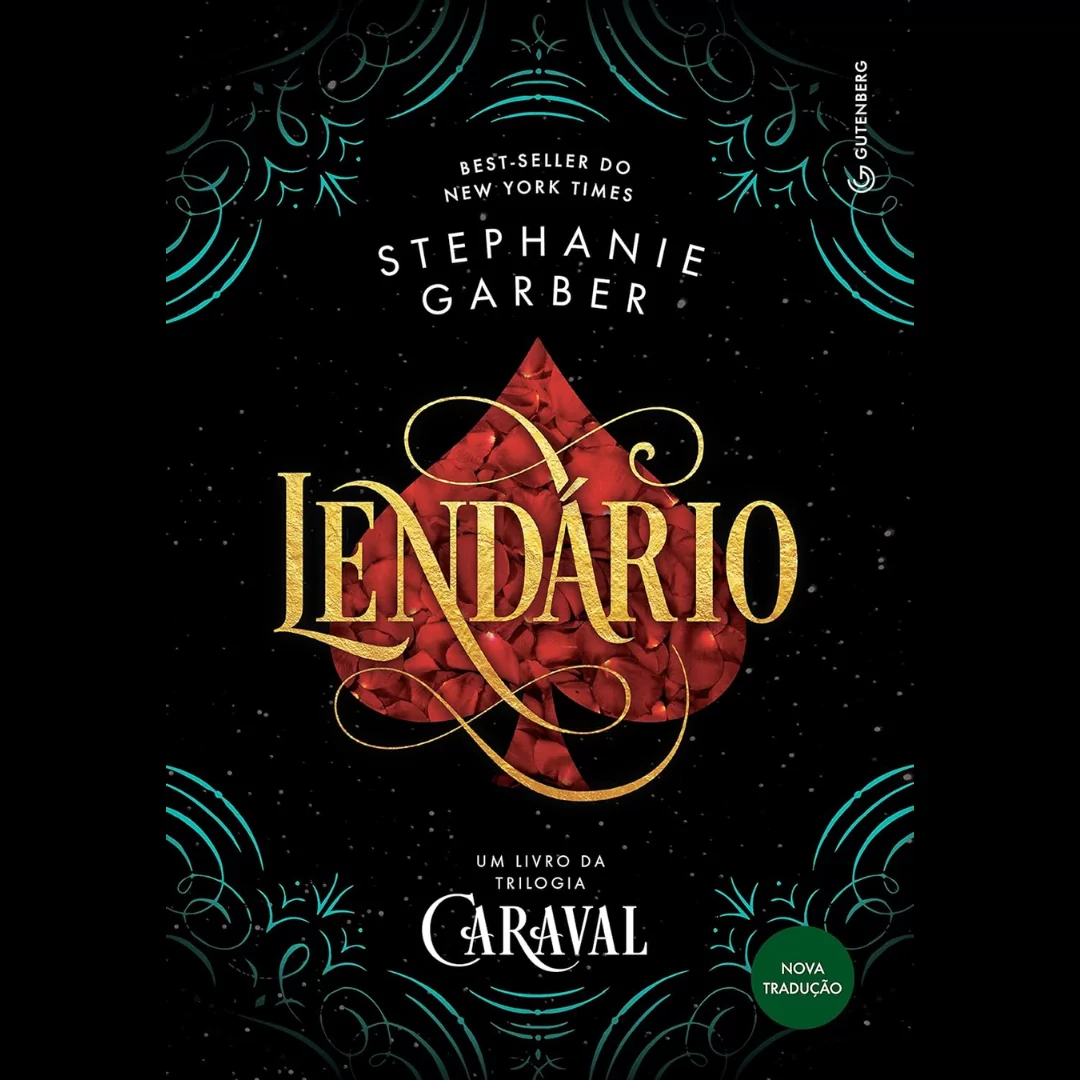 GUTENBERG
BEST-SELLER DO
NEW YORK TIMES
STEPHANIE
GARBER
LENDÁRIO
UM LIVRO DA
TRILOGIA
CARAVAL
NOVA
TRADUÇÃO